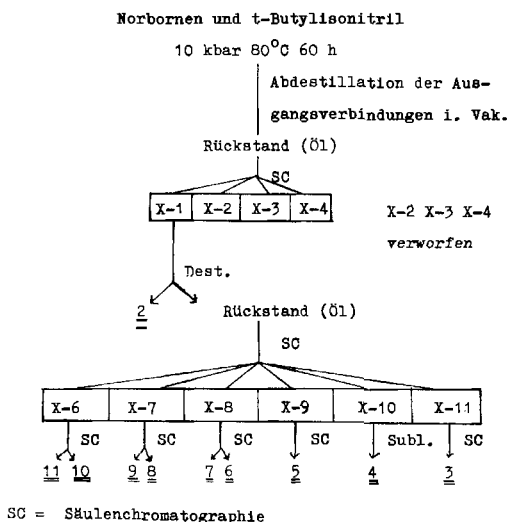 Norbornen und t-Butylisonitril
10 kbar 80°C 60 h
Abdestillation der Aus-
gangsverbindungen i. Vak.
Rückstand (Öl)
SC
X-1 X-2 X-3 X-4
X-2 X-3 X-4
verworfen
Dest.
2
Rückstand (Öl)
SC
X-6 X-7 X-8 X-9 X-10 X-11
SC SC SC SC Subl. SC
11 10 9 8 7 6 5 4 3
SC = Säulenchromatographie